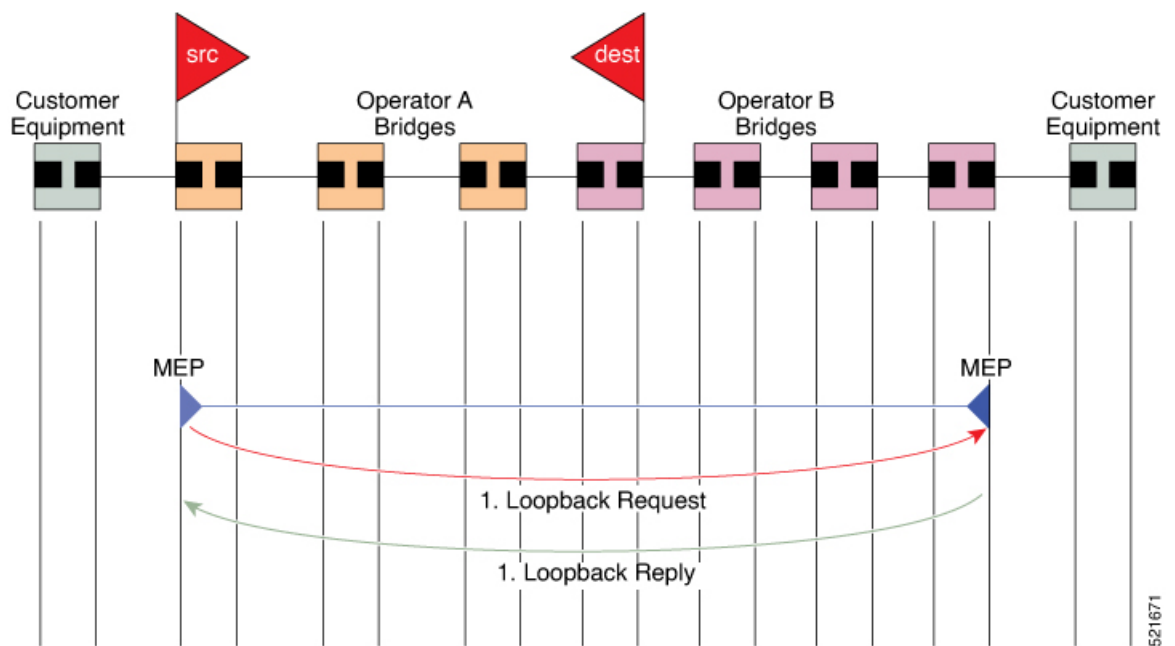 src
dest
Customer
Equipment
Operator A
Bridges
Operator B
Bridges
Customer
Equipment
MEP
MEP
1. Loopback Request
1. Loopback Reply
521671